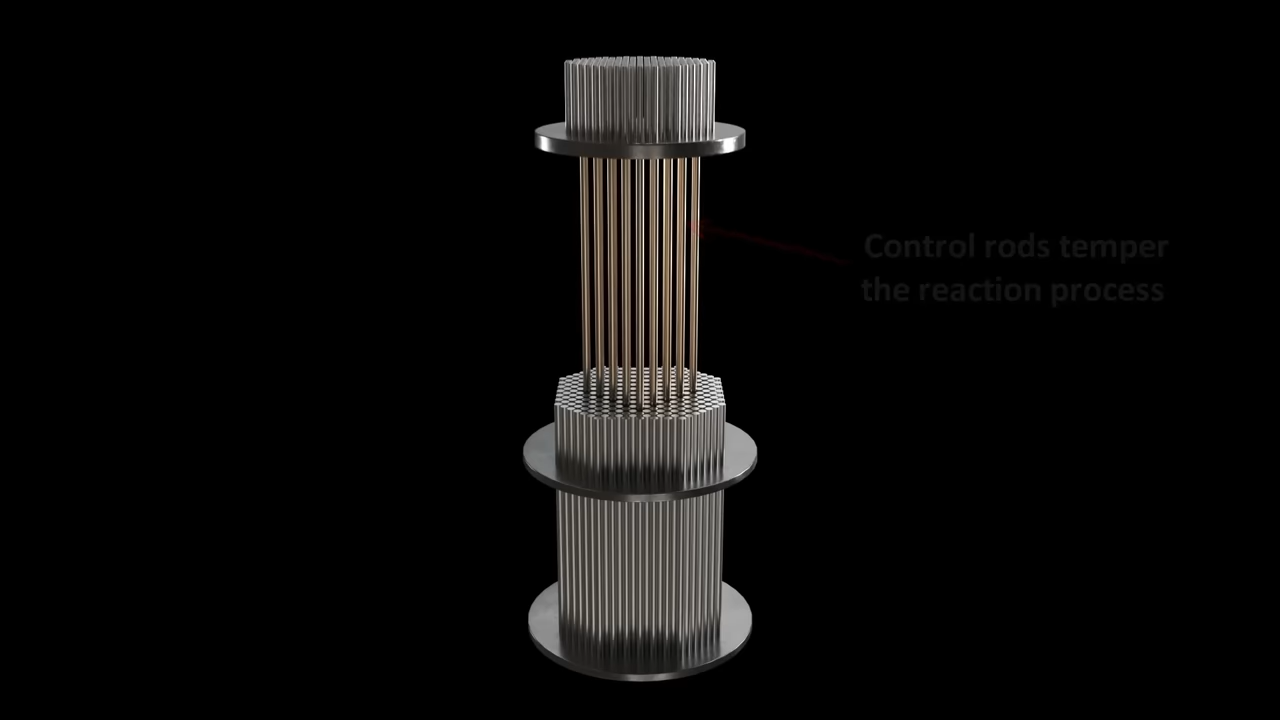 Control rods temper
the reaction process